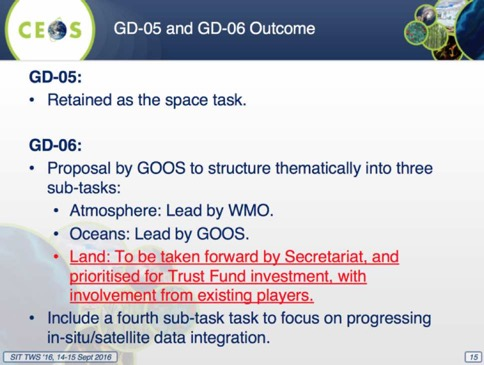 CE S
GD-05 and GD-06 Outcome
GD-05:
• Retained as the space task.
GD-06:
• Proposal by GOOS to structure thematically into three
sub-tasks:
• Atmosphere: Lead by WMO.
• Oceans: Lead by GOOS.
• Land: To be taken forward by Secretariat, and
prioritised for Trust Fund investment, with
involvement from existing players.
• Include a fourth sub-task task to focus on progressing
in-situ/satellite data integration.
SIT TWS '16, 14-15 Sept 2016
15